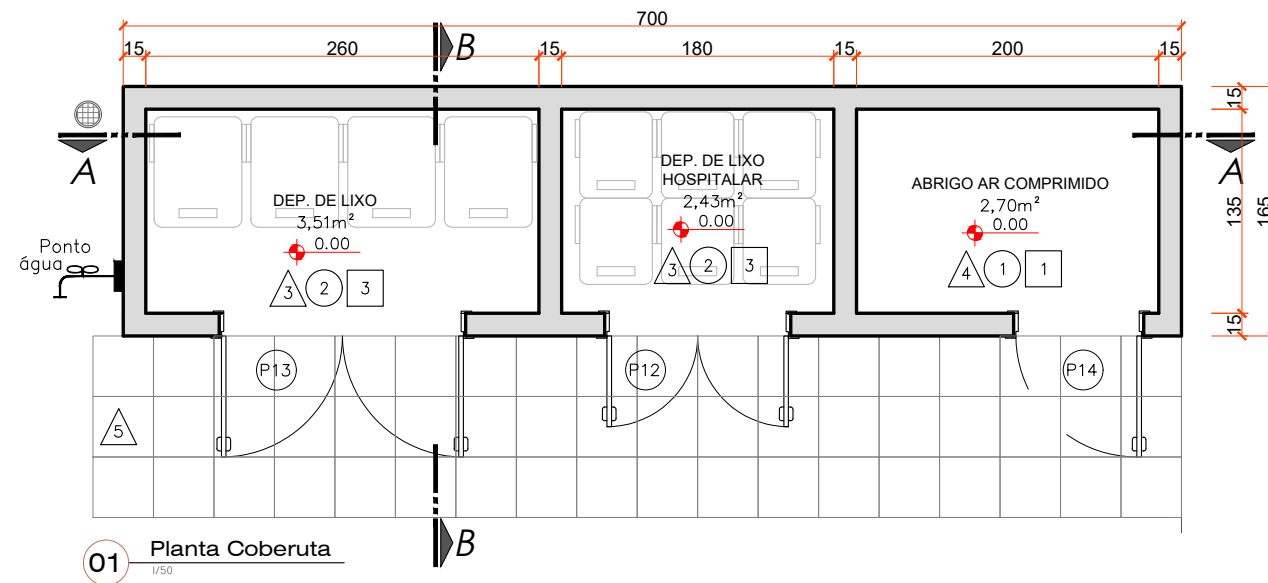 700
15
260
15
180
15
200
15
B
A
DEP. DE LIXO
3,51m²
0.00
3
2
3
DEP. DE LIXO
HOSPITALAR
2,43m²
0.00
3
2
3
ABRIGO AR COMPRIMIDO
2,70m²
0.00
4
1
1
A
15
135
165
15
Ponto
água
P13
P12
P14
5
B
01
Planta Coberuta
1/50